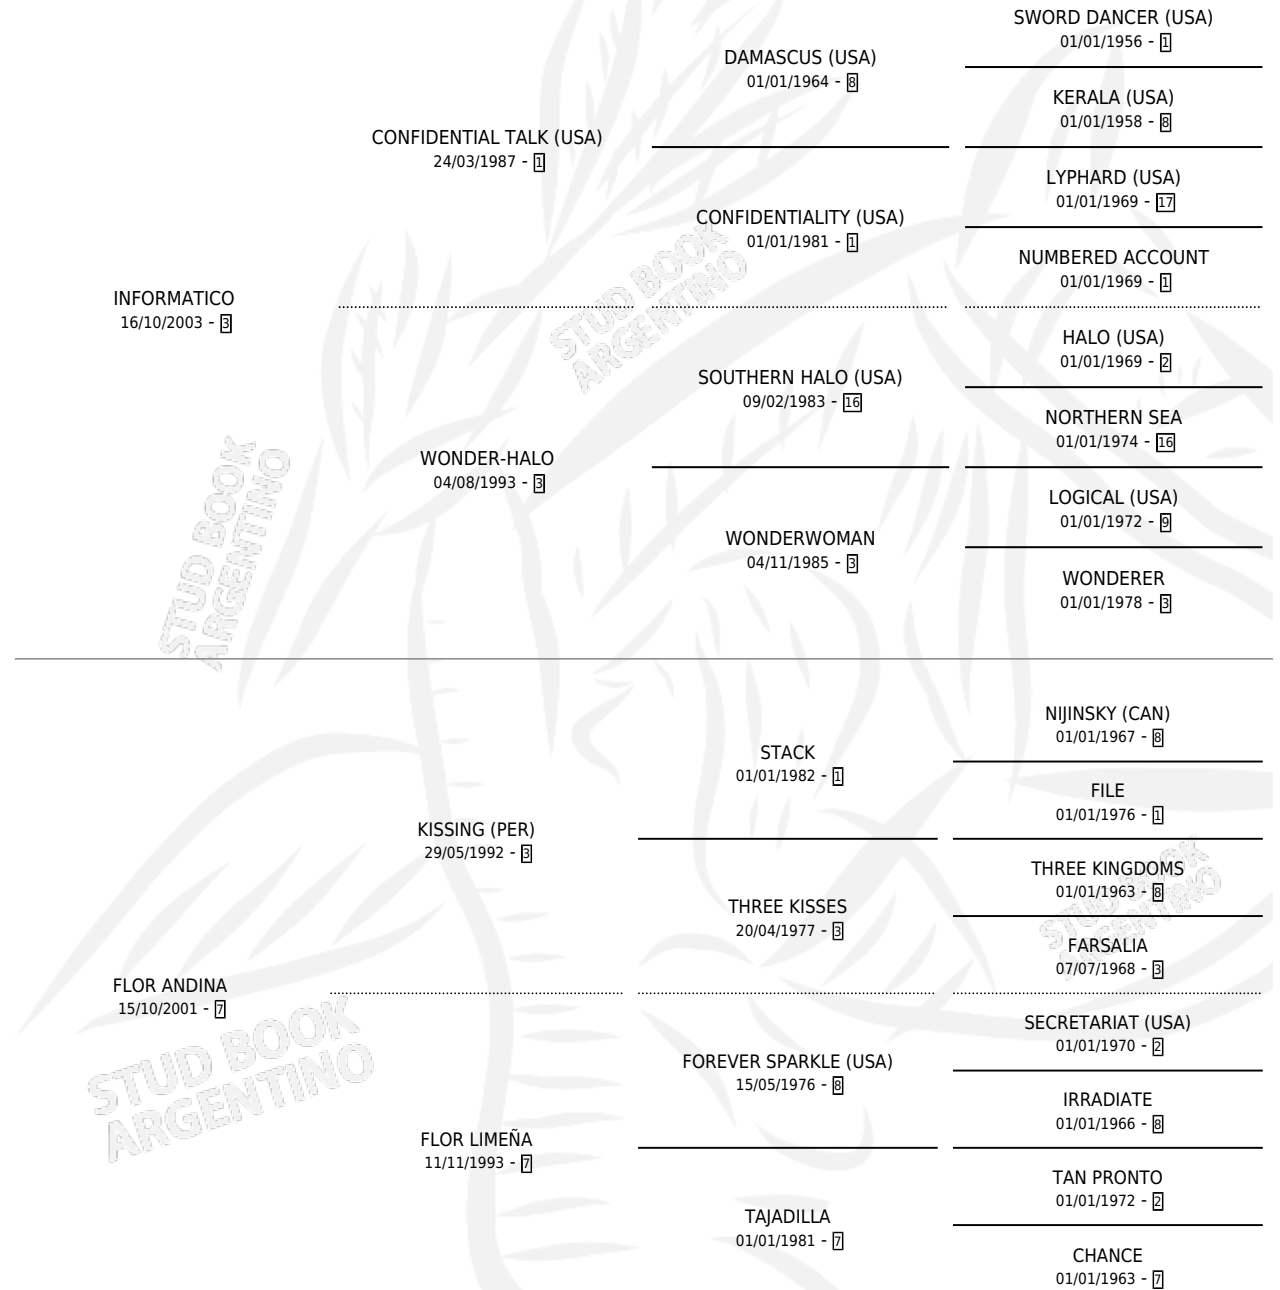 SWORD DANCER (USA)
01/01/1956 - 1
DAMASCUS (USA)
01/01/1964 - 8
KERALA (USA)
01/01/1958 - 8
CONFIDENTIAL TALK (USA)
24/03/1987 - 1
LYPHARD (USA)
01/01/1969 - 17
CONFIDENTIALITY (USA)
01/01/1981 - 1
NUMBERED ACCOUNT
01/01/1969 - 1
INFORMATICO
16/10/2003 - 3
HALO (USA)
01/01/1969 - 2
SOUTHERN HALO (USA)
09/02/1983 - 16
NORTHERN SEA
01/01/1974 - 16
WONDER-HALO
04/08/1993 - 3
LOGICAL (USA)
01/01/1972 - 9
WONDERWOMAN
04/11/1985 - 3
WONDERER
01/01/1978 - 3
NIJINSKY (CAN)
01/01/1967 - 8
STACK
01/01/1982 - 1
FILE
01/01/1976 - 1
KISSING (PER)
29/05/1992 - 3
THREE KINGDOMS
01/01/1963 - 8
THREE KISSES
20/04/1977 - 3
FARSALIA
07/07/1968 - 3
FLOR ANDINA
15/10/2001 - 7
SECRETARIAT (USA)
01/01/1970 - 2
FOREVER SPARKLE (USA)
15/05/1976 - 8
IRRADIATE
01/01/1966 - 8
FLOR LIMEÑA
11/11/1993 - 7
TAN PRONTO
01/01/1972 - 2
TAJADILLA
01/01/1981 - 7
CHANCE
01/01/1963 - 7
STUD BOOK
ARGENTINO
STUD BOOK
ARGENTINO
STUD BOOK
ARGENTINO
STUD BOOK
ARGENTINO